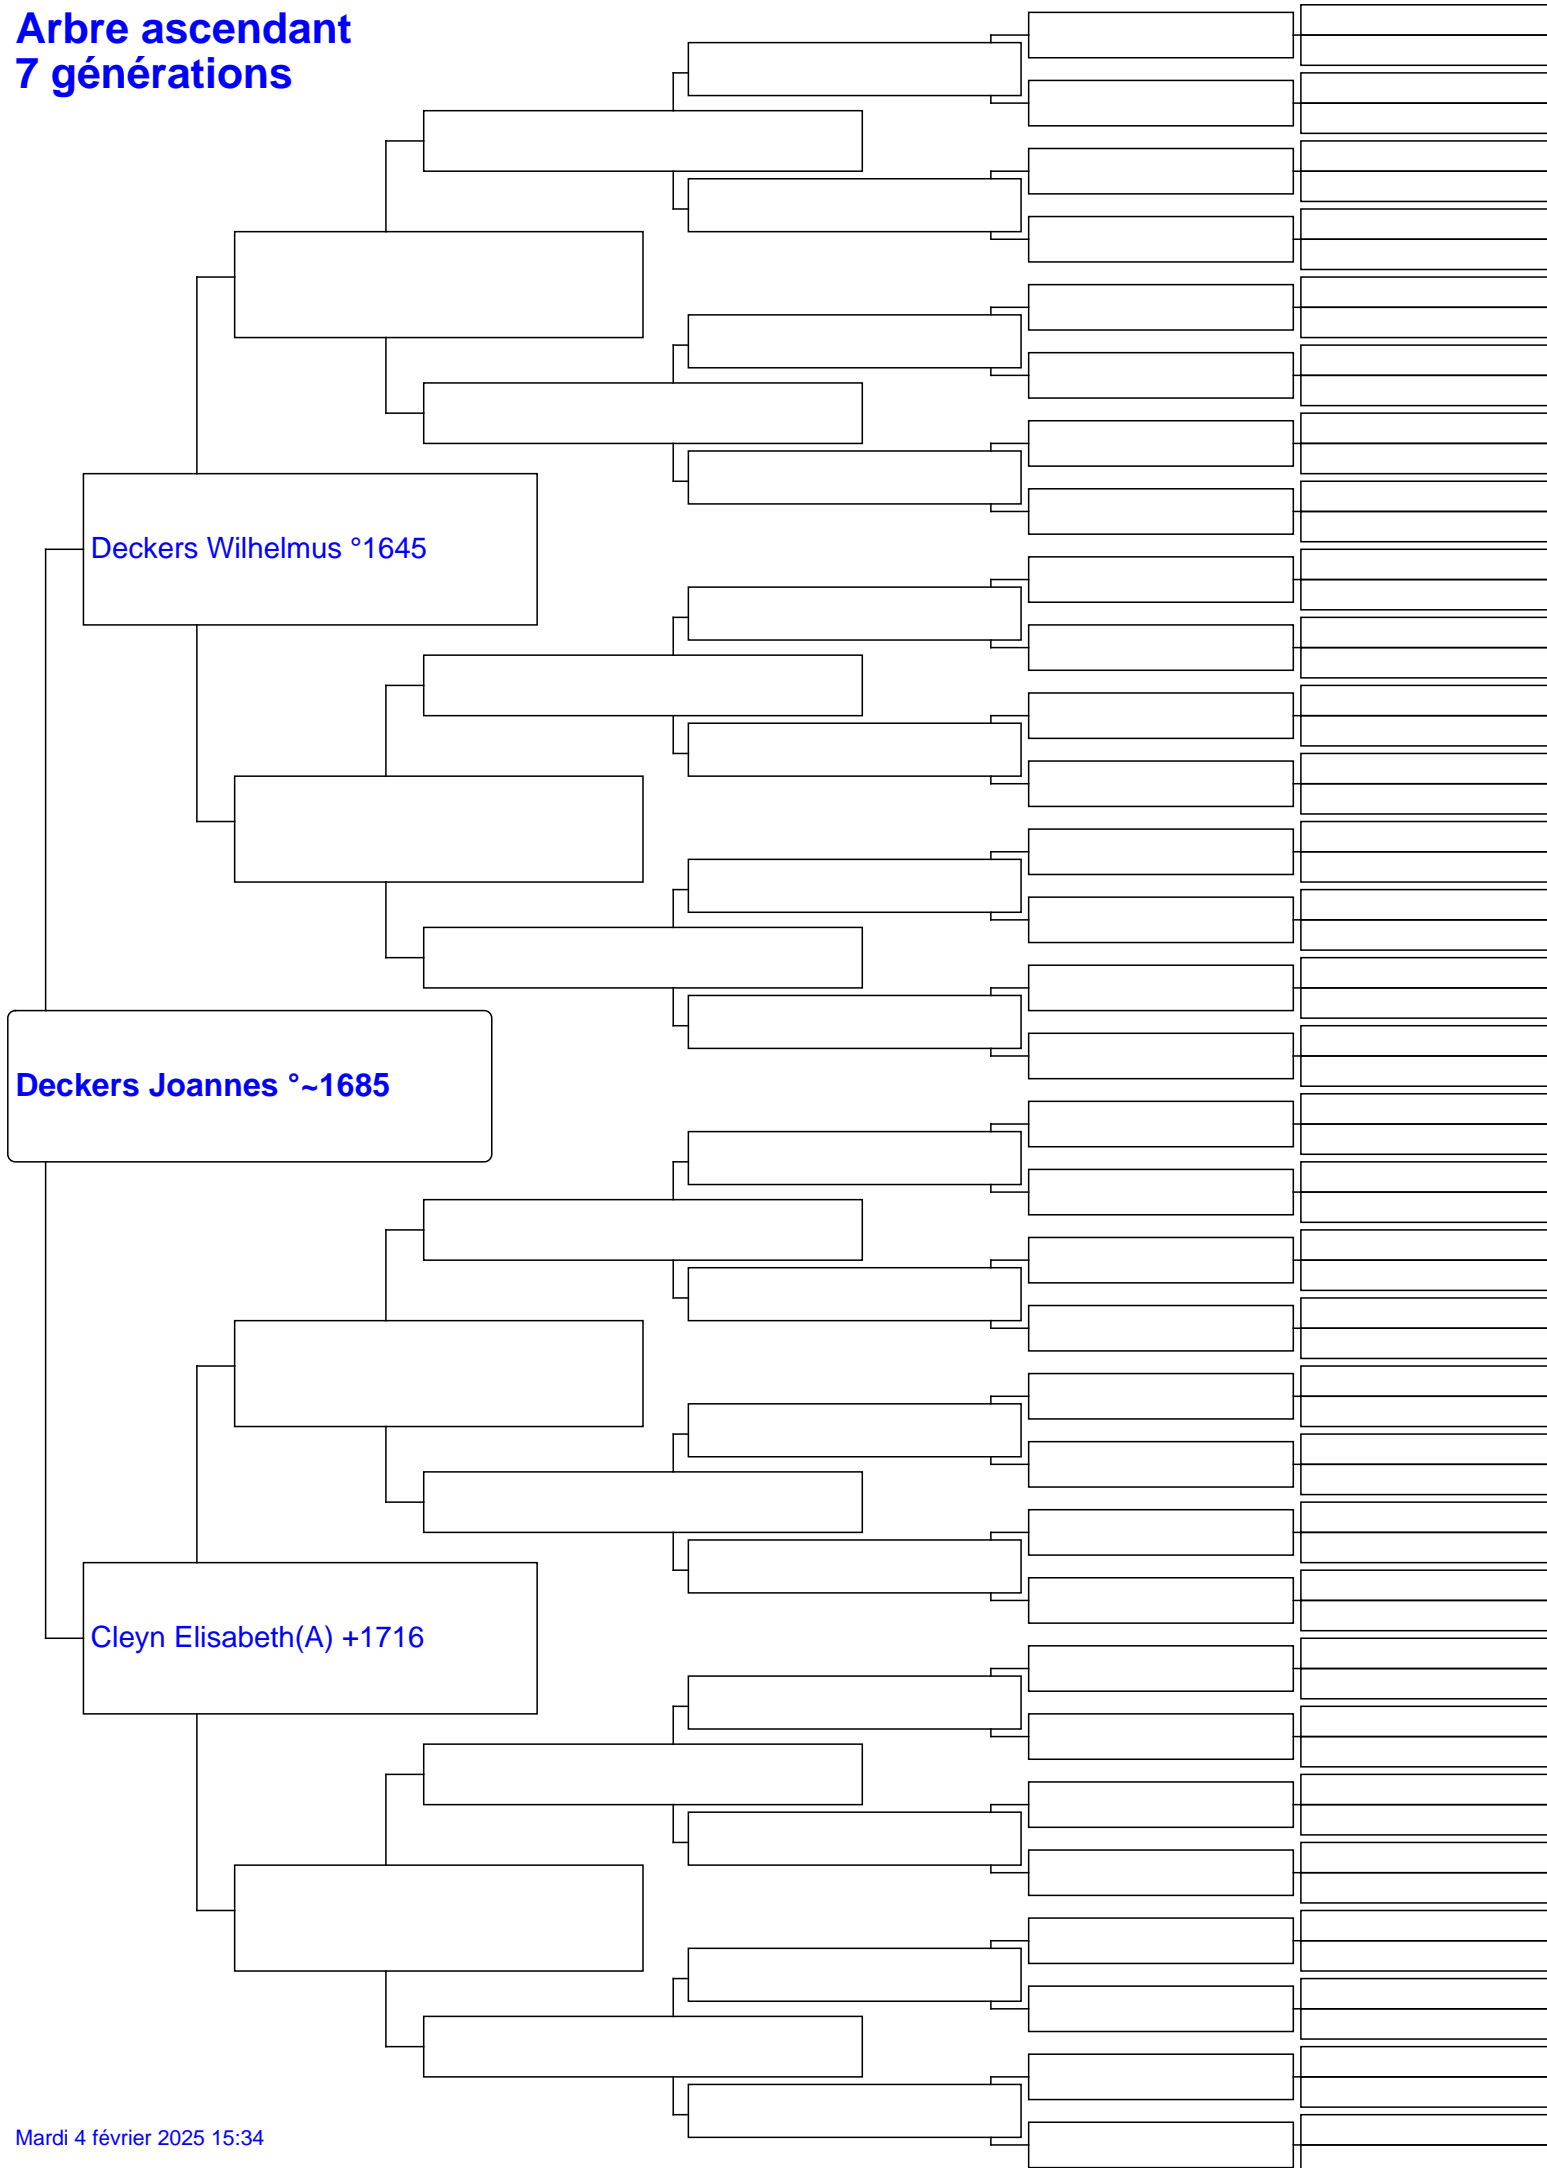 Arbre ascendant
7 générations
Deckers Wilhelmus °1645
Deckers Joannes °~1685
Cleyn Elisabeth(A) +1716
Mardi 4 février 2025 15:34